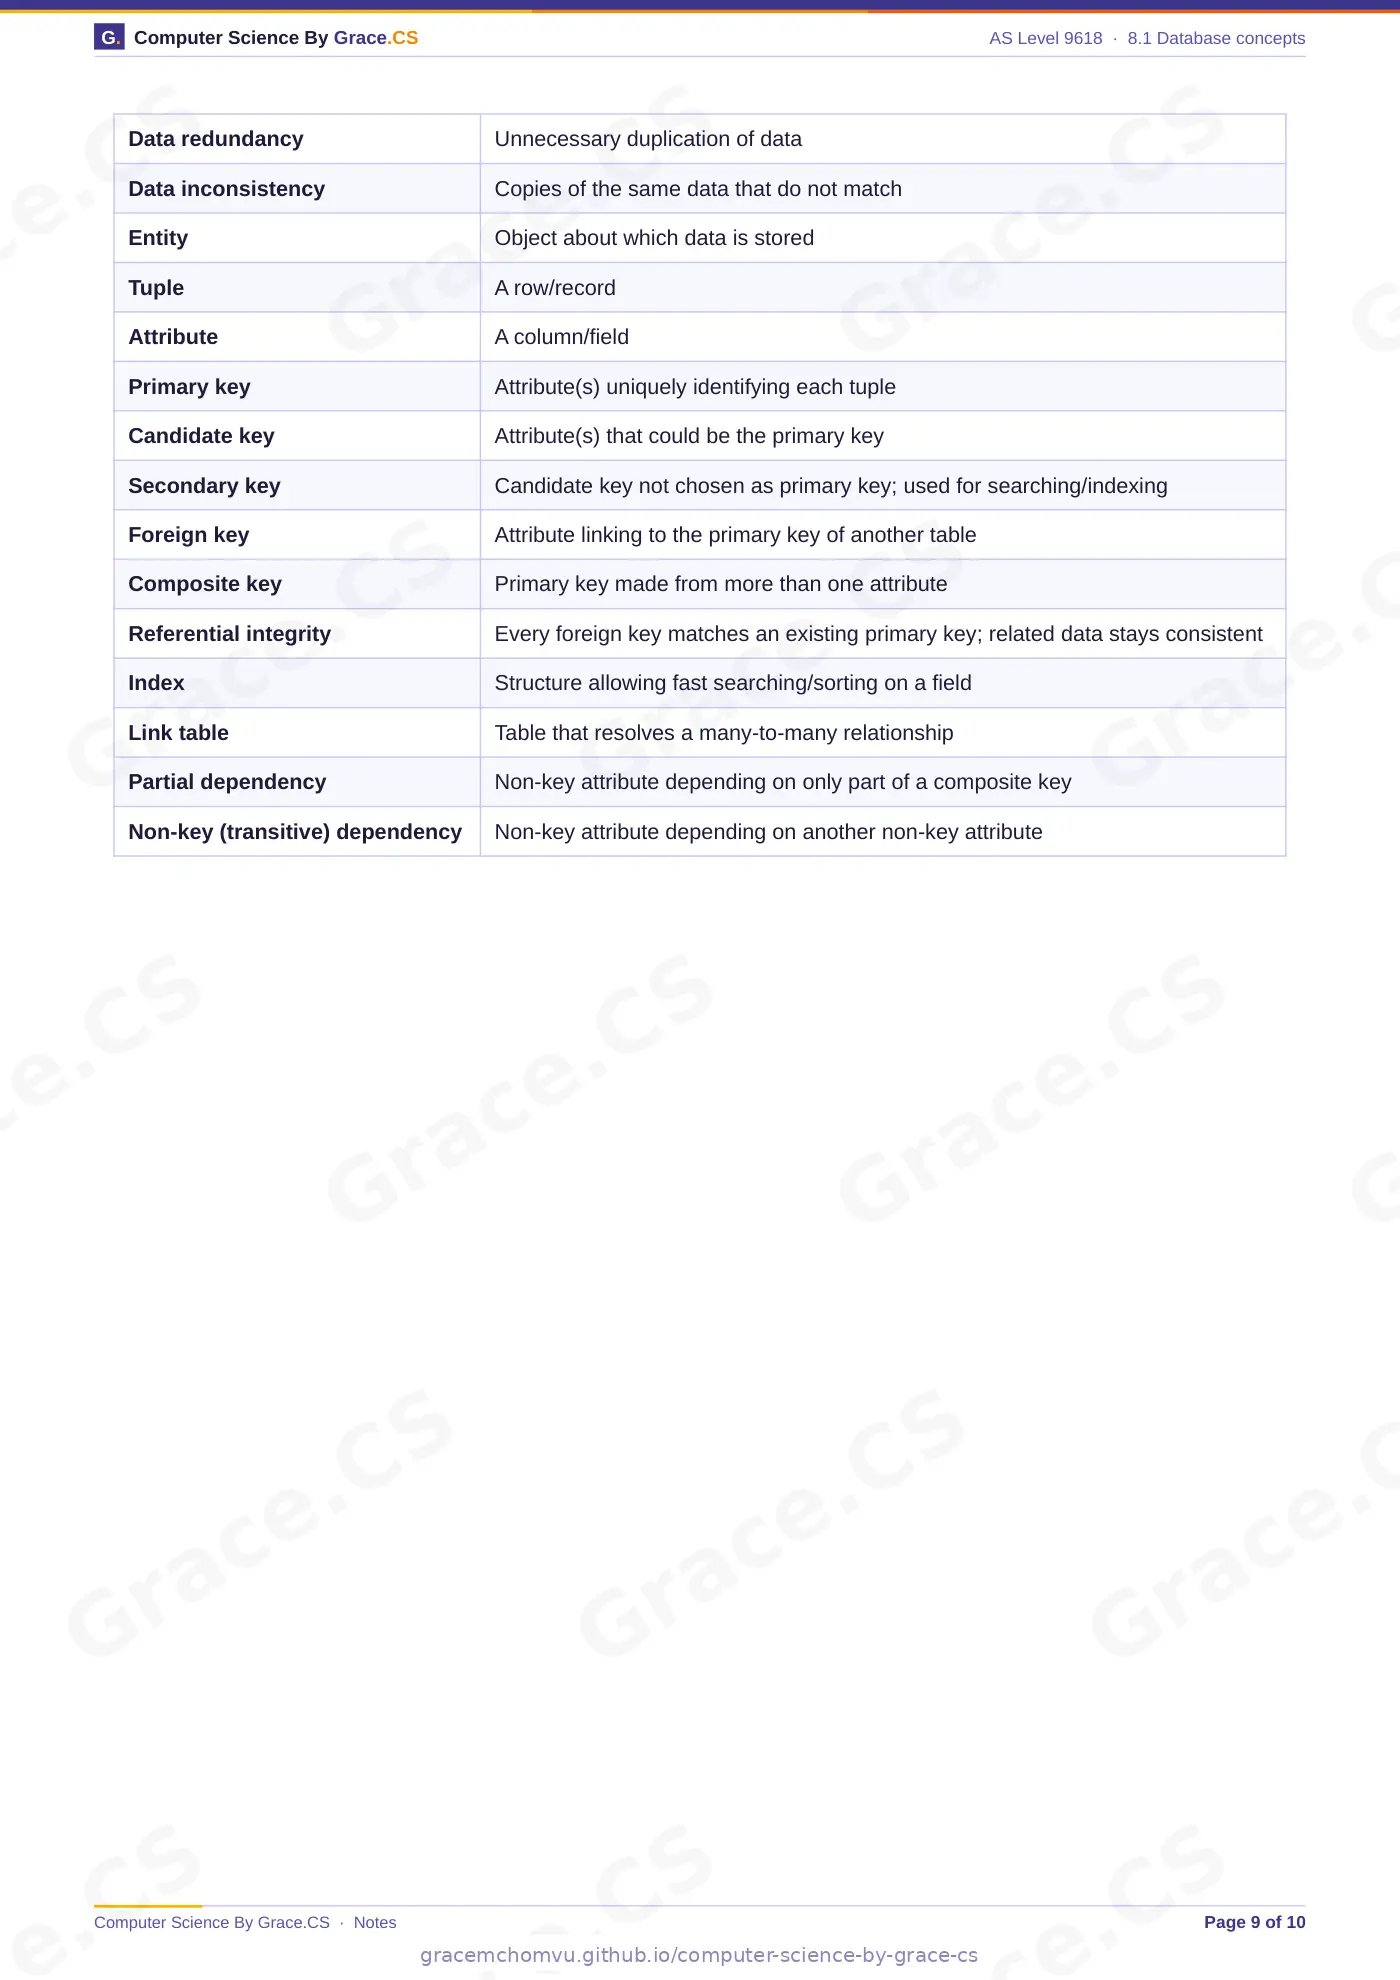 G. Computer Science By Grace.CS
AS Level 9618 · 8.1 Database concepts
Data redundancy Unnecessary duplication of data
Data inconsistency Copies of the same data that do not match
Entity Object about which data is stored
Tuple A row/record
Attribute A column/field
Primary key Attribute(s) uniquely identifying each tuple
Candidate key Attribute(s) that could be the primary key
Secondary key Candidate key not chosen as primary key; used for searching/indexing
Foreign key Attribute linking to the primary key of another table
Composite key Primary key made from more than one attribute
Referential integrity Every foreign key matches an existing primary key; related data stays consistent
Index Structure allowing fast searching/sorting on a field
Link table Table that resolves a many-to-many relationship
Partial dependency Non-key attribute depending on only part of a composite key
Non-key (transitive) dependency Non-key attribute depending on another non-key attribute
Computer Science By Grace.CS · Notes
Page 9 of 10
gracemchomvu.github.io/computer-science-by-grace-cs